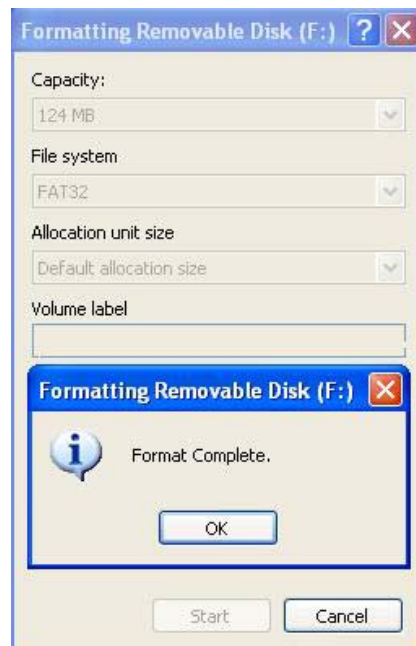 Formatting Removable Disk (F:)
Capacity:
124 MB
File system
FAT32
Allocation unit size
Default allocation size
Volume label
Formatting Removable Disk (F:)
Format Complete.
OK
Start
Cancel